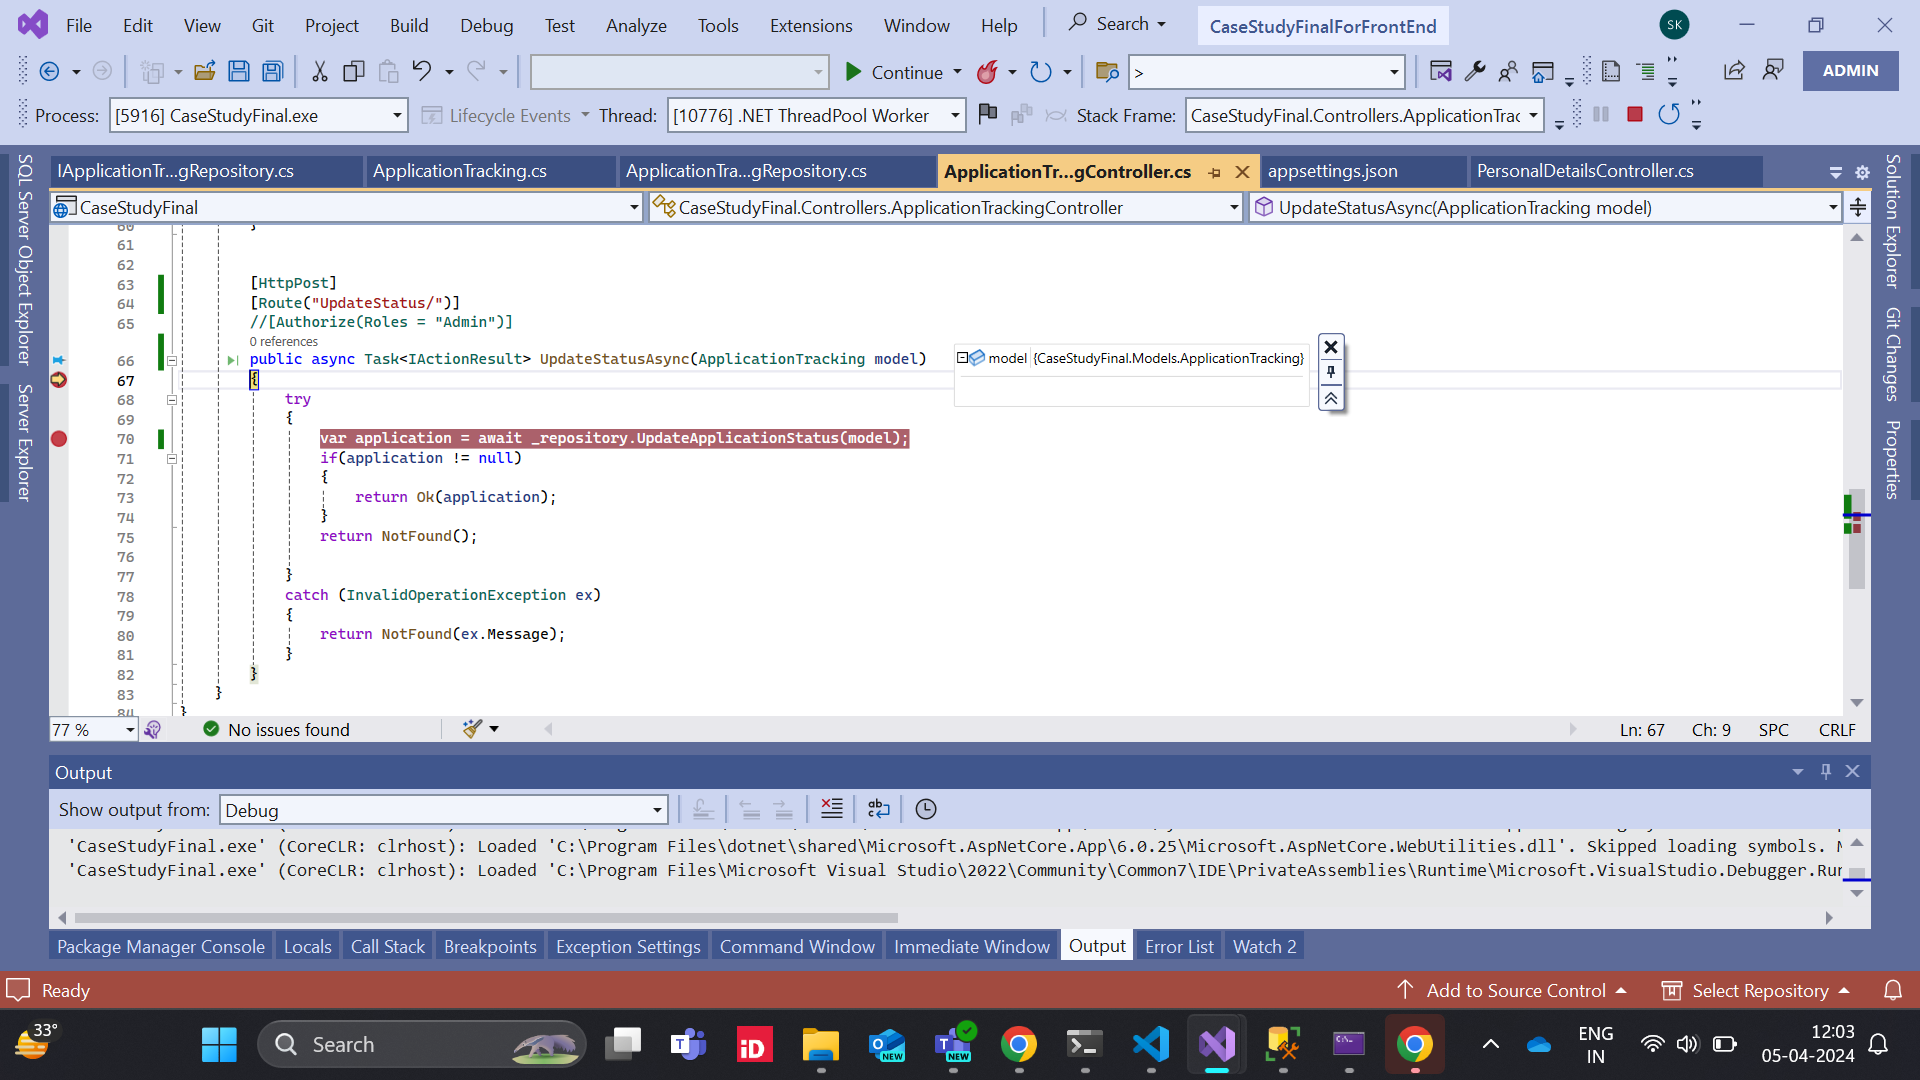 File Edit View Git Project Build Debug Test Analyze Tools Extensions Window Help Search CaseStudyFinalForFrontEnd SK
Continue > ADMIN
Process: [5916] CaseStudyFinal.exe Lifecycle Events Thread: [10776] .NET ThreadPool Worker Stack Frame: CaseStudyFinal.Controllers.ApplicationTrac
IApplicationTr...gRepository.cs ApplicationTracking.cs ApplicationTra...gRepository.cs ApplicationTr...gController.cs appsettings.json PersonalDetailsController.cs
CaseStudyFinal CaseStudyFinal.Controllers.ApplicationTrackingController UpdateStatusAsync(ApplicationTracking model)
SQL Server Object Explorer
Server Explorer
Solution Explorer
Git Changes
Properties
60 }
61
62
63 [HttpPost]
64 [Route("UpdateStatus/")]
65 //[Authorize(Roles = "Admin")]
0 references
66 public async Task<IActionResult> UpdateStatusAsync(ApplicationTracking model)
model {CaseStudyFinal.Models.ApplicationTracking}
67 {
68 try
69 {
70 var application = await _repository.UpdateApplicationStatus(model);
71 if(application != null)
72 {
73 return Ok(application);
74 }
75 return NotFound();
76
77 }
78 catch (InvalidOperationException ex)
79 {
80 return NotFound(ex.Message);
81 }
82 }
83 }
84 }
77 % No issues found Ln: 67 Ch: 9 SPC CRLF
Output
Show output from: Debug
'CaseStudyFinal.exe' (CoreCLR: clrhost): Loaded 'C:\Program Files\dotnet\shared\Microsoft.AspNetCore.App\6.0.25\Microsoft.AspNetCore.WebUtilities.dll'. Skipped loading symbols. M
'CaseStudyFinal.exe' (CoreCLR: clrhost): Loaded 'C:\Program Files\Microsoft Visual Studio\2022\Community\Common7\IDE\PrivateAssemblies\Runtime\Microsoft.VisualStudio.Debugger.Rur
Package Manager Console Locals Call Stack Breakpoints Exception Settings Command Window Immediate Window Output Error List Watch 2
Ready Add to Source Control Select Repository
33° Search iD NEW NEW ENG 12:03
IN 05-04-2024